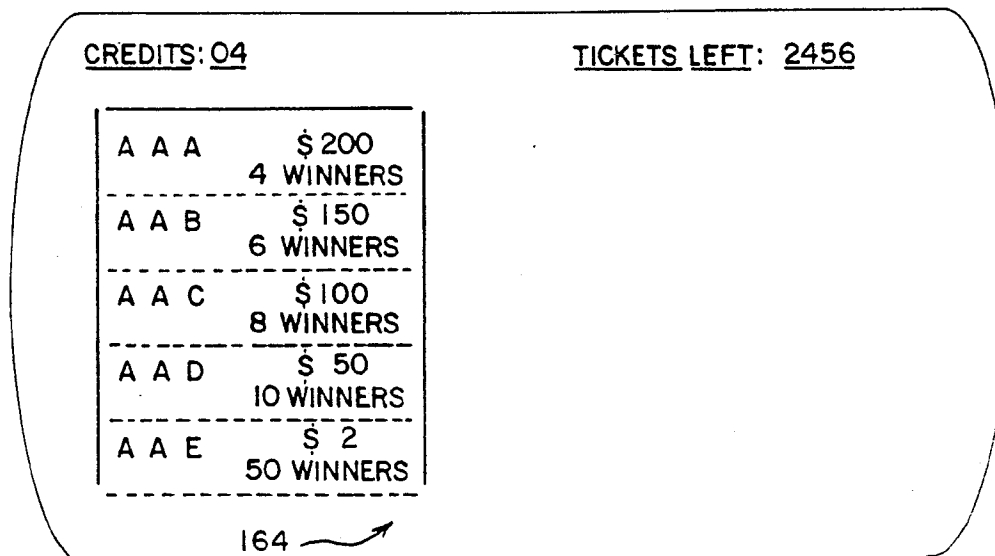 CREDITS: 04 TICKETS LEFT: 2456
A A A $ 200
4 WINNERS
A A B $ 150
6 WINNERS
A A C $ 100
8 WINNERS
A A D $ 50
10 WINNERS
A A E $ 2
50 WINNERS
164